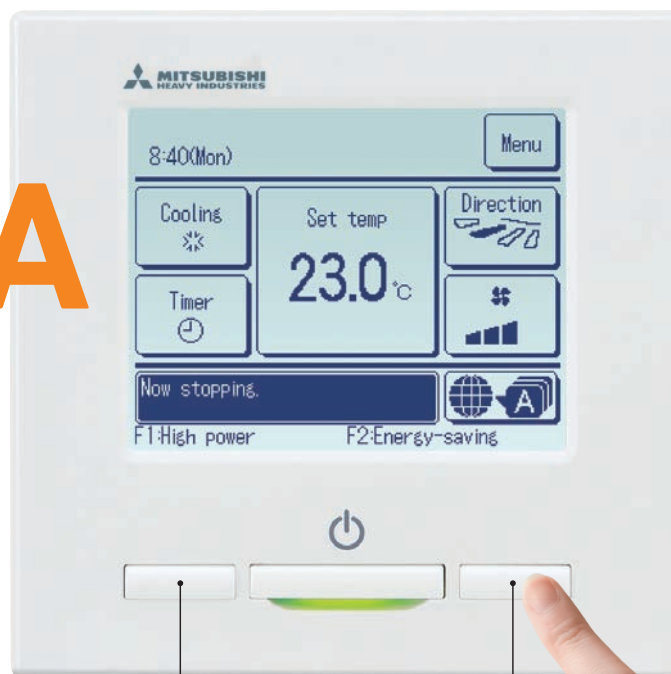 MITSUBISHI
HEAVY INDUSTRIES
8:40(Mon)
Menu
Cooling
Set temp
Direction
23.0 °C
Timer
Now stopping.
A
F1:High power
F2:Energy-saving
A